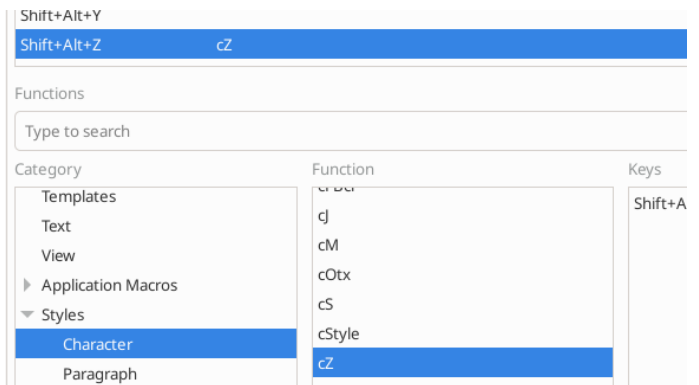 Shift+Alt+Y
Shift+Alt+Z cZ
Functions
Type to search
Category
Function
Keys
Templates
Text
View
Application Macros
Styles
Character
Paragraph
cJ
cM
cOtx
cS
cStyle
cZ
Shift+A